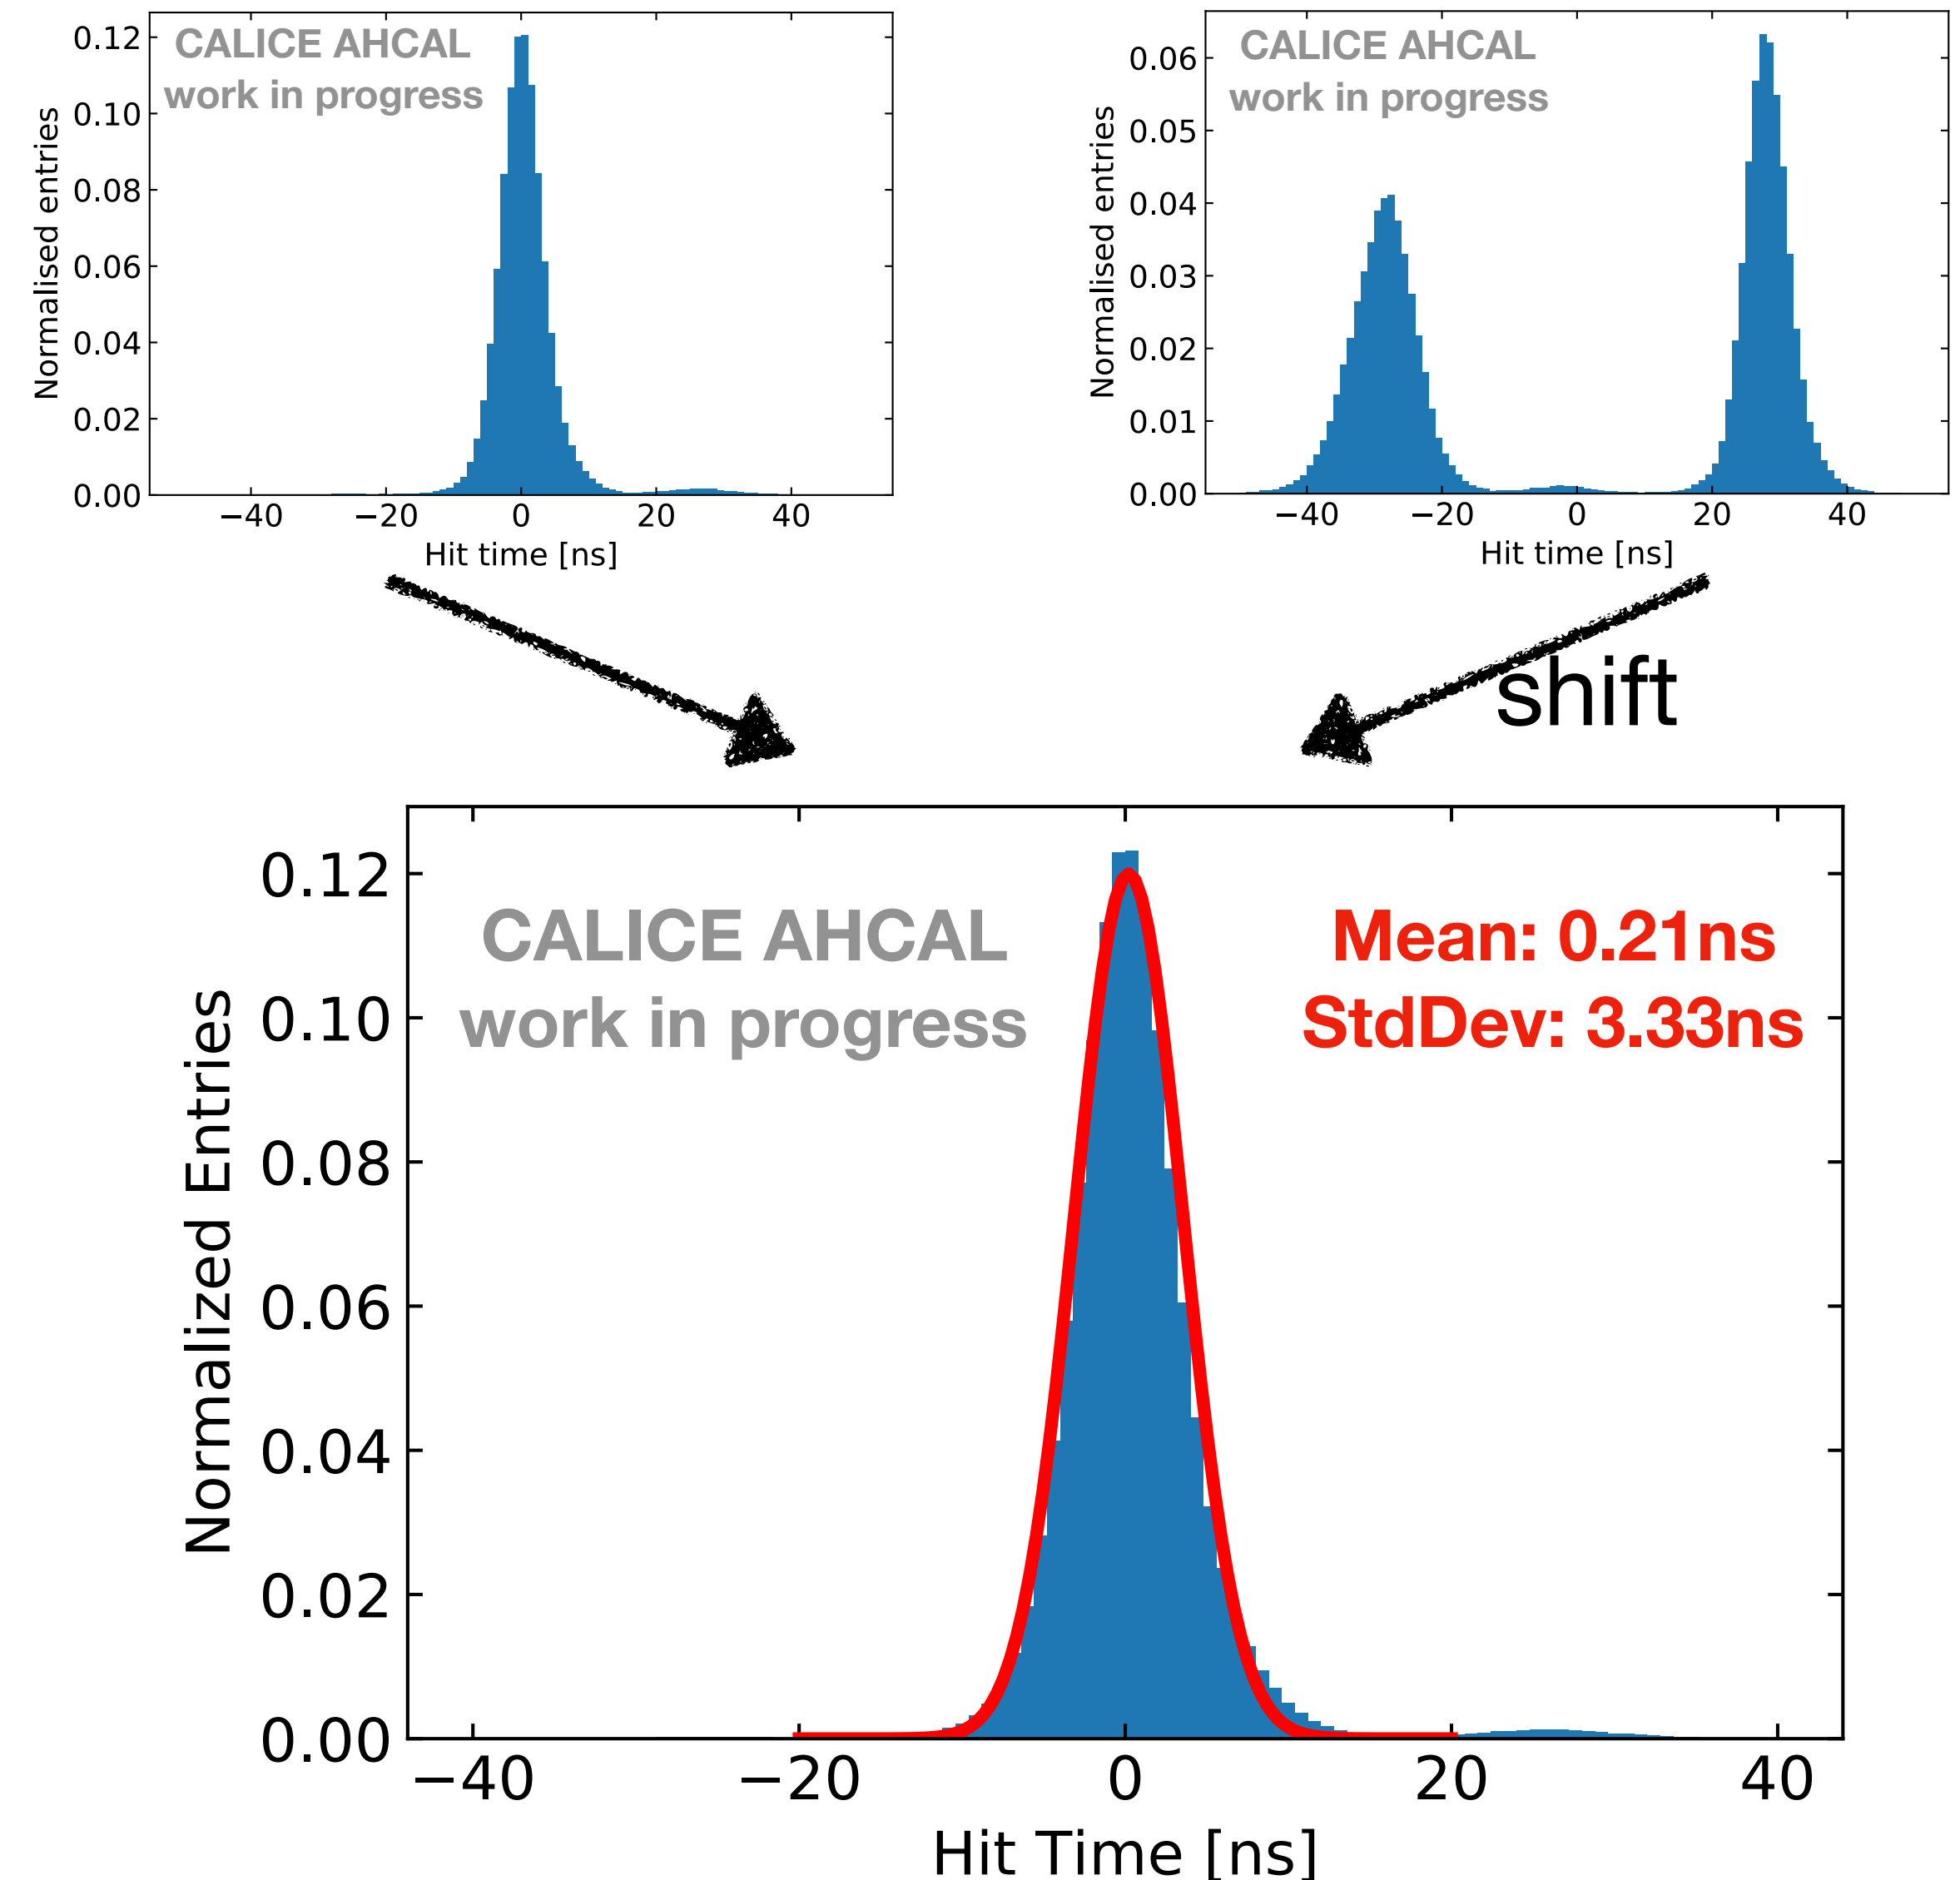 CALICE AHCAL
work in progress
Normalised entries
0.12
0.10
0.08
0.06
0.04
0.02
0.00
−40 −20 0 20 40
Hit time [ns]
CALICE AHCAL
work in progress
Normalised entries
0.06
0.05
0.04
0.03
0.02
0.01
0.00
−40 −20 0 20 40
Hit time [ns]
shift
CALICE AHCAL
work in progress
Mean: 0.21ns
StdDev: 3.33ns
Normalized Entries
0.12
0.10
0.08
0.06
0.04
0.02
0.00
−40 −20 0 20 40
Hit Time [ns]